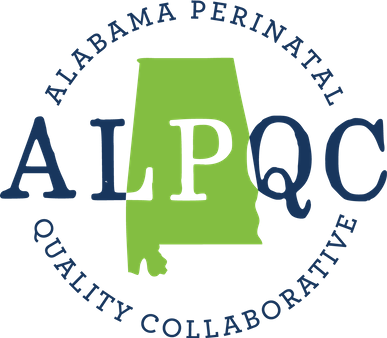 ALABAMA PERINATAL
ALPQC
QUALITY COLLABORATIVE